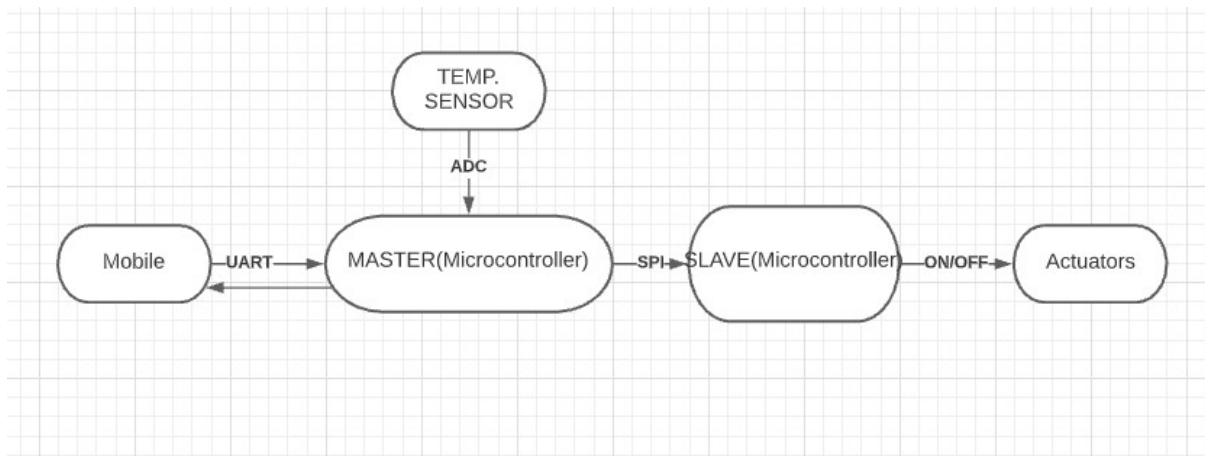 TEMP.
SENSOR
ADC
Mobile
UART
MASTER(Microcontroller)
SPI
SLAVE(Microcontroller)
ON/OFF
Actuators